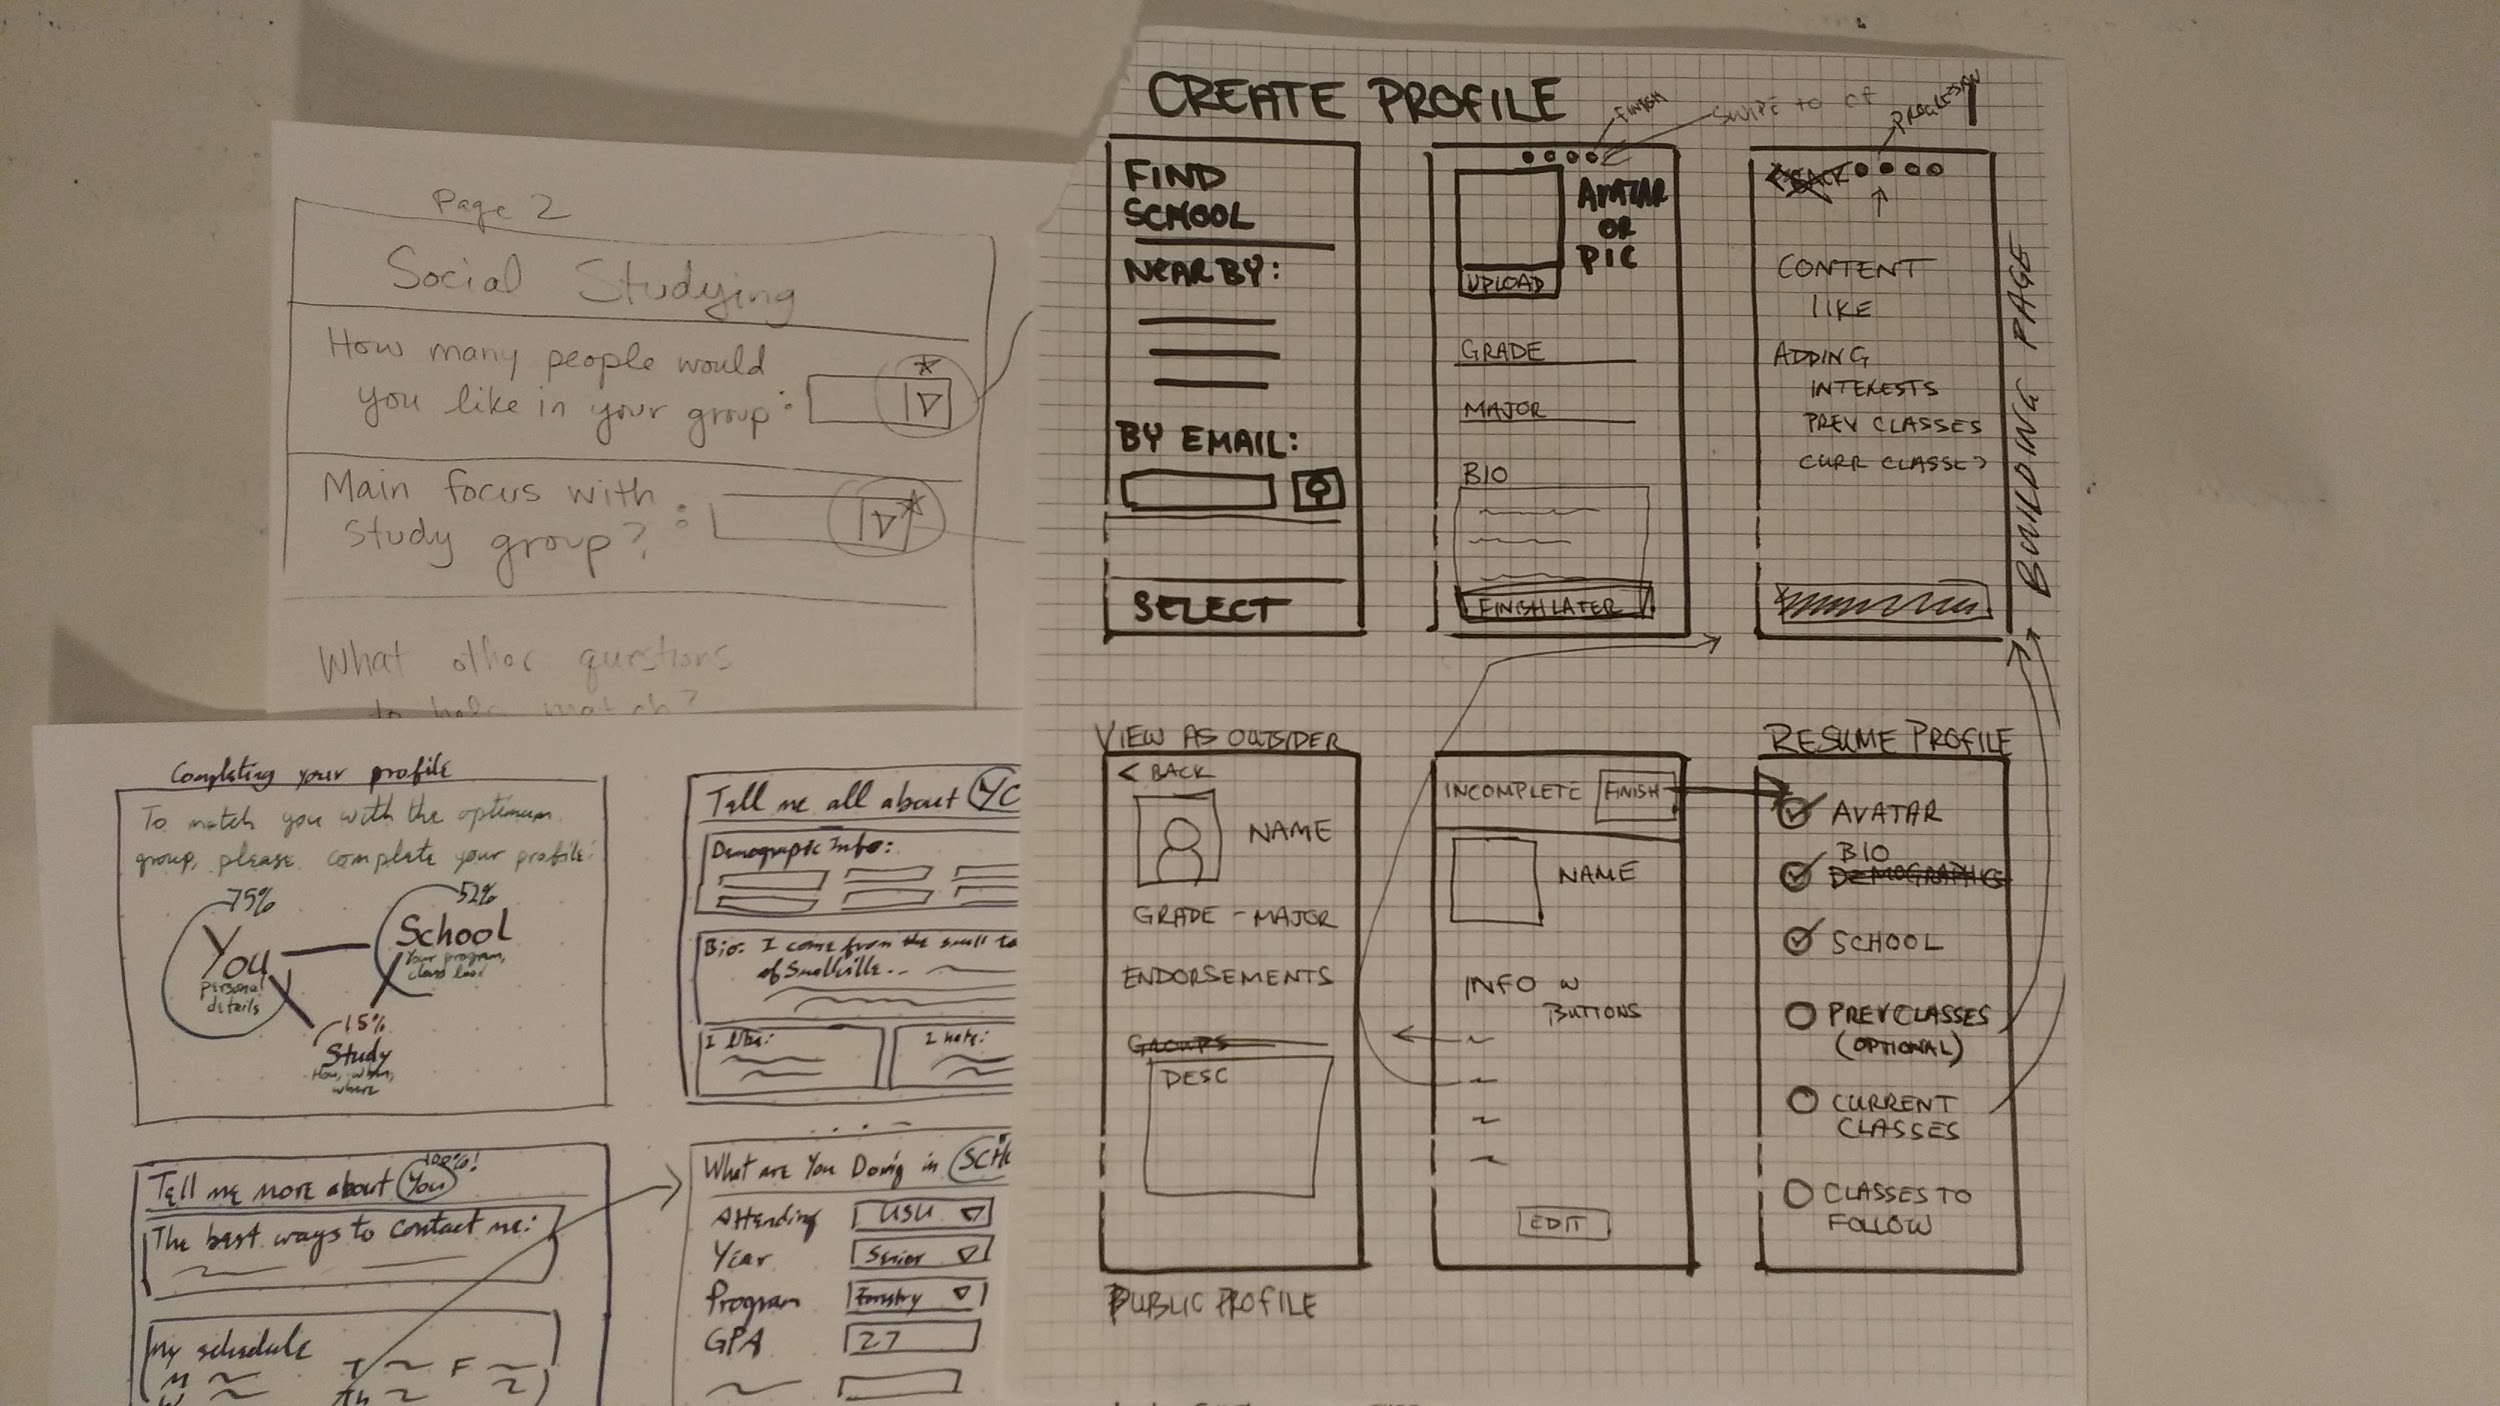 Page 2
Social Studying
How many people would
you like in your group:
Main focus with
study group? :
What other questions
to help match?
Completing your profile
To match you with the optimum
group, please complete your profile:
75%
You
personal
details
52%
School
Your program,
class load
15%
Study
How, when,
where
Tell me all about YO
Demographic Info:
Bio: I come from the small to
of Smallville...
I like:
I hate:
Tell me more about You
100%!
The best ways to contact me:
My schedule
M T F
W Th
What are You Doing in SCHO
Attending USU
Year Senior
Program Forestry
GPA 2.7
CREATE PROFILE
FINISH
SWIPE to
PROGRESSION
FIND
SCHOOL
NEARBY:
BY EMAIL:
SELECT
AVATAR
OR
PIC
UPLOAD
GRADE
MAJOR
BIO
FINISH LATER
< BACK
CONTENT
LIKE
ADDING
INTERESTS
PREV CLASSES
CURR CLASSES
BUILDING PAGE
VIEW AS OUTSIDER
< BACK
NAME
GRADE - MAJOR
ENDORSEMENTS
GROUPS
DESC
PUBLIC PROFILE
INCOMPLETE FINISH
NAME
INFO W
BUTTONS
EDIT
RESUME PROFILE
AVATAR
BIO
DEMOGRAPHICS
SCHOOL
PREV CLASSES
(OPTIONAL)
CURRENT
CLASSES
CLASSES TO
FOLLOW